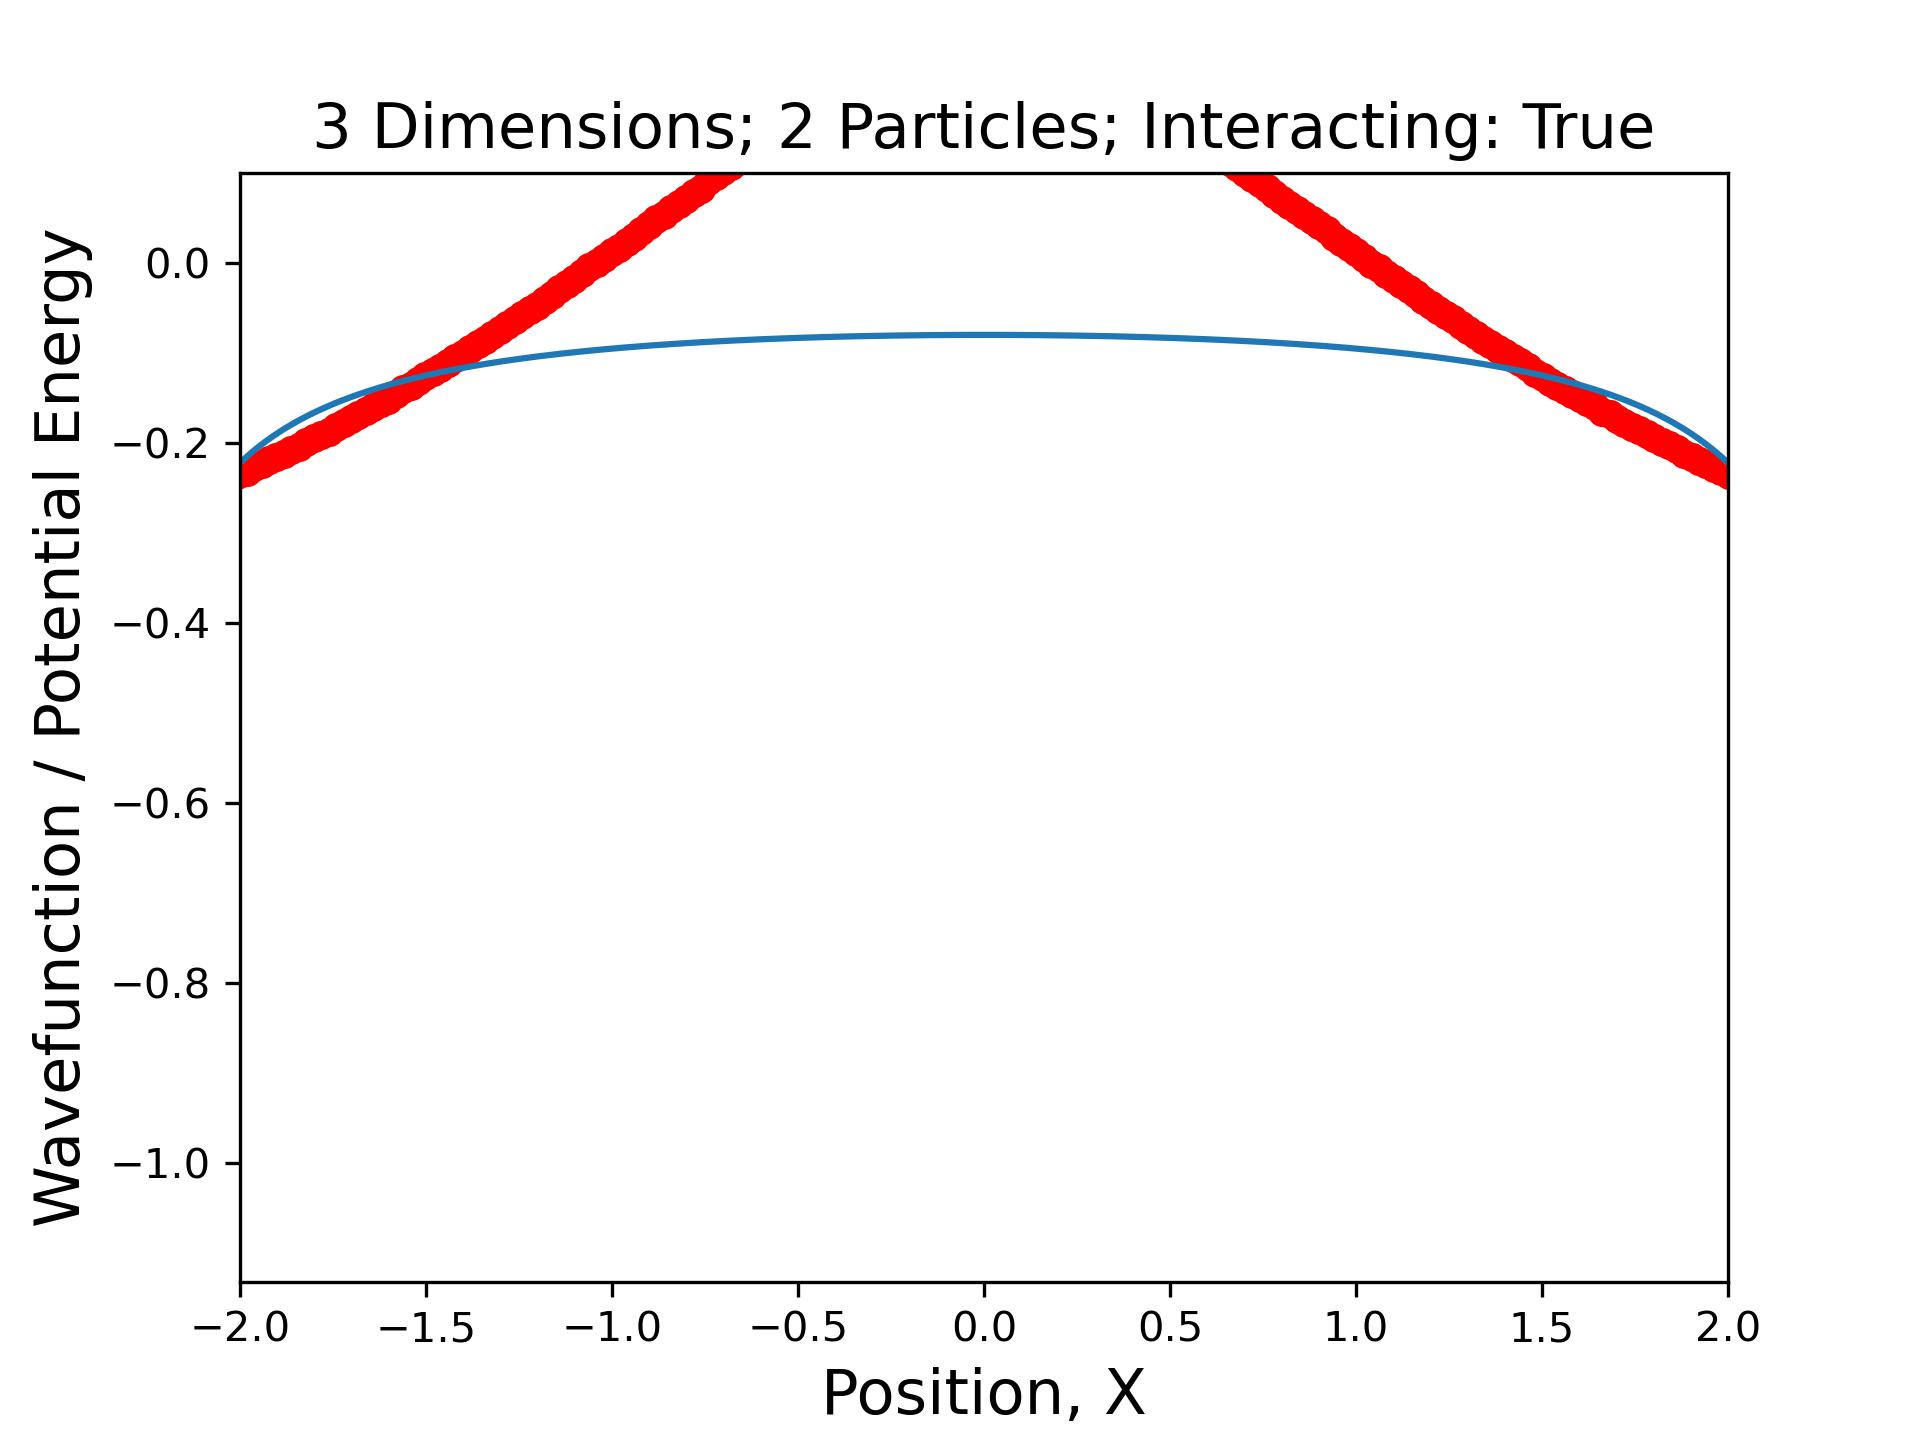 3 Dimensions; 2 Particles; Interacting: True
Wavefunction / Potential Energy
0.0
−0.2
−0.4
−0.6
−0.8
−1.0
−2.0 −1.5 −1.0 −0.5 0.0 0.5 1.0 1.5 2.0
Position, X